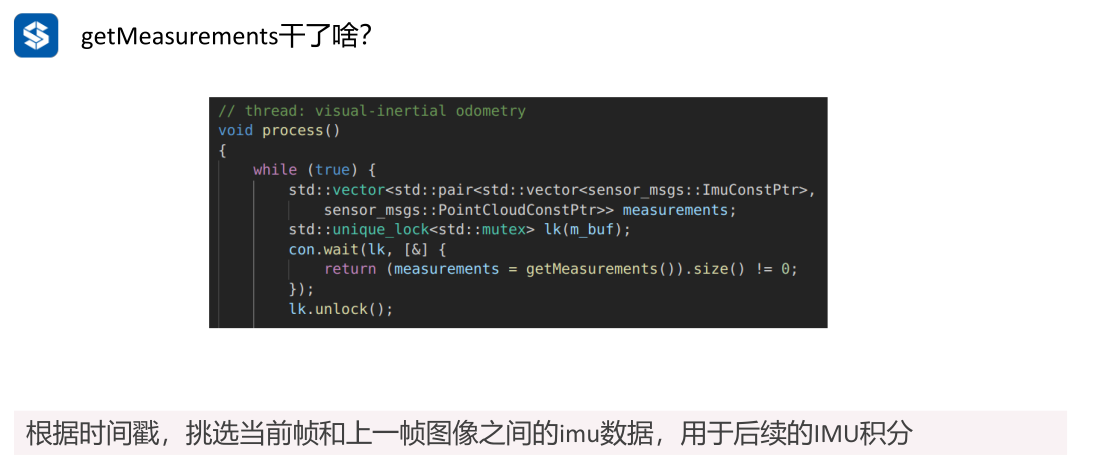 getMeasurements干了啥？
// thread: visual-inertial odometry
void process()
{
while (true) {
std::vector<std::pair<std::vector<sensor_msgs::ImuConstPtr>,
sensor_msgs::PointCloudConstPtr>> measurements;
std::unique_lock<std::mutex> lk(m_buf);
con.wait(lk, [&] {
return (measurements = getMeasurements()).size() != 0;
});
lk.unlock();
根据时间戳，挑选当前帧和上一帧图像之间的imu数据，用于后续的IMU积分